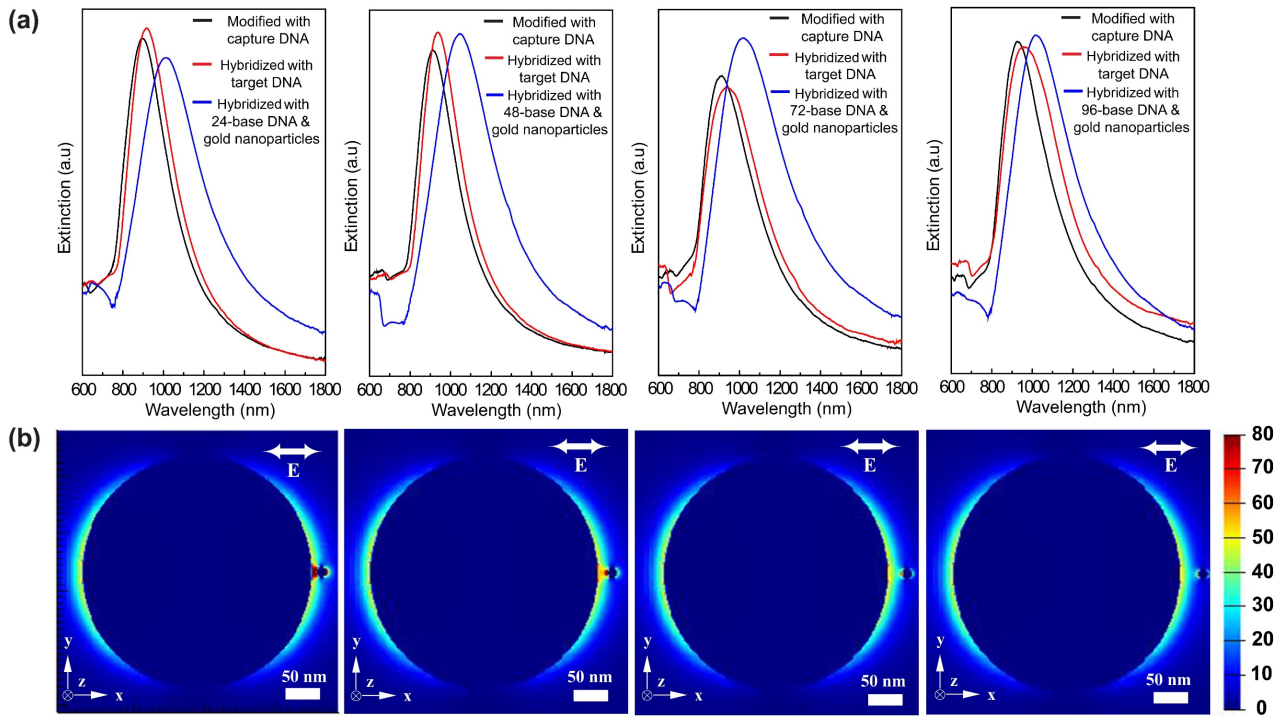 (a)
Modified with
capture DNA
Hybridized with
target DNA
Hybridized with
24-base DNA &
gold nanoparticles
Extinction (a.u)
600 800 1000 1200 1400 1600 1800
Wavelength (nm)
Modified with
capture DNA
Hybridized with
target DNA
Hybridized with
48-base DNA &
gold nanoparticles
Extinction (a.u)
600 800 1000 1200 1400 1600 1800
Wavelength (nm)
Modified with
capture DNA
Hybridized with
target DNA
Hybridized with
72-base DNA &
gold nanoparticles
Extinction (a.u)
600 800 1000 1200 1400 1600 1800
Wavelength (nm)
Modified with
capture DNA
Hybridized with
target DNA
Hybridized with
96-base DNA &
gold nanoparticles
Extinction (a.u)
600 800 1000 1200 1400 1600 1800
Wavelength (nm)
(b)
E
y
z
x
50 nm
E
y
z
x
50 nm
E
y
z
x
50 nm
E
y
z
x
50 nm
80
70
60
50
40
30
20
10
0